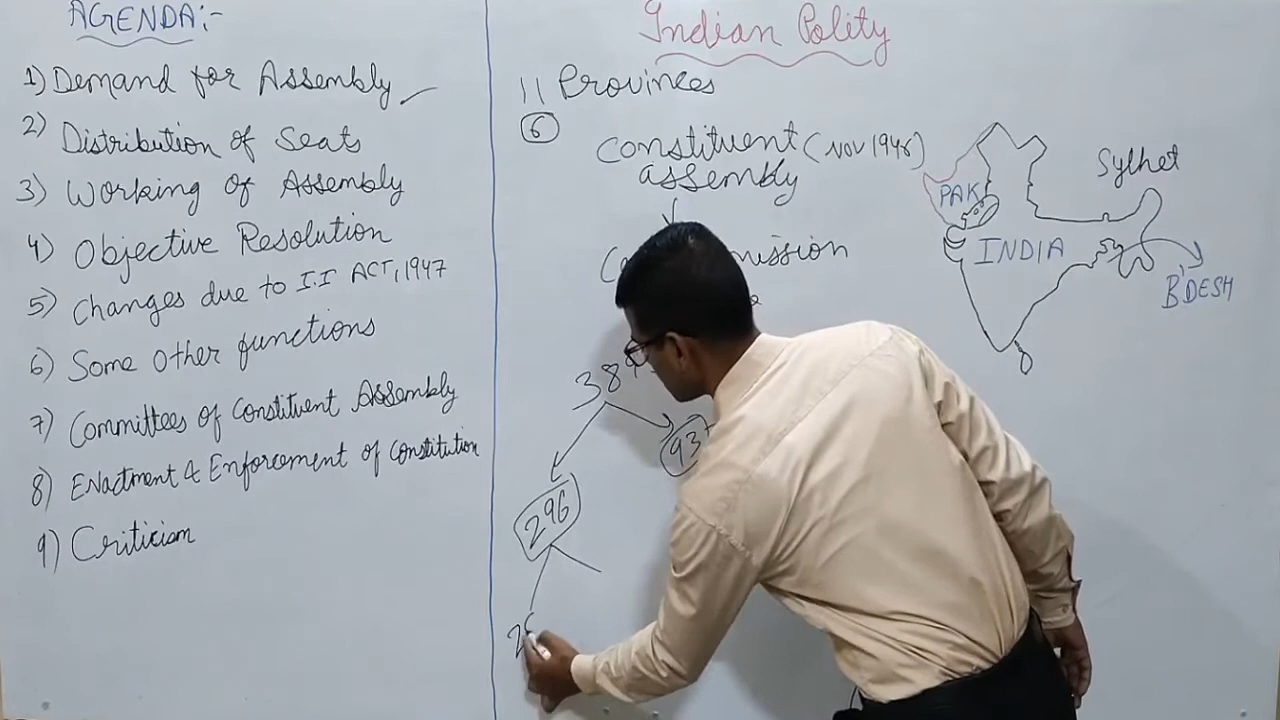 AGENDA:-
1) Demand for Assembly
2) Distribution of Seats
3) Working of Assembly
4) Objective Resolution
5) Changes due to I.I ACT, 1947
6) Some other functions
7) Committees of Constituent Assembly
8) Enactment & Enforcement of Constitution
9) Criticism
Indian Polity
11 Provinces
6
Constituent (NOV 1946)
assembly
mission
389
93
296
Sylhet
PAK
INDIA
B'DESH